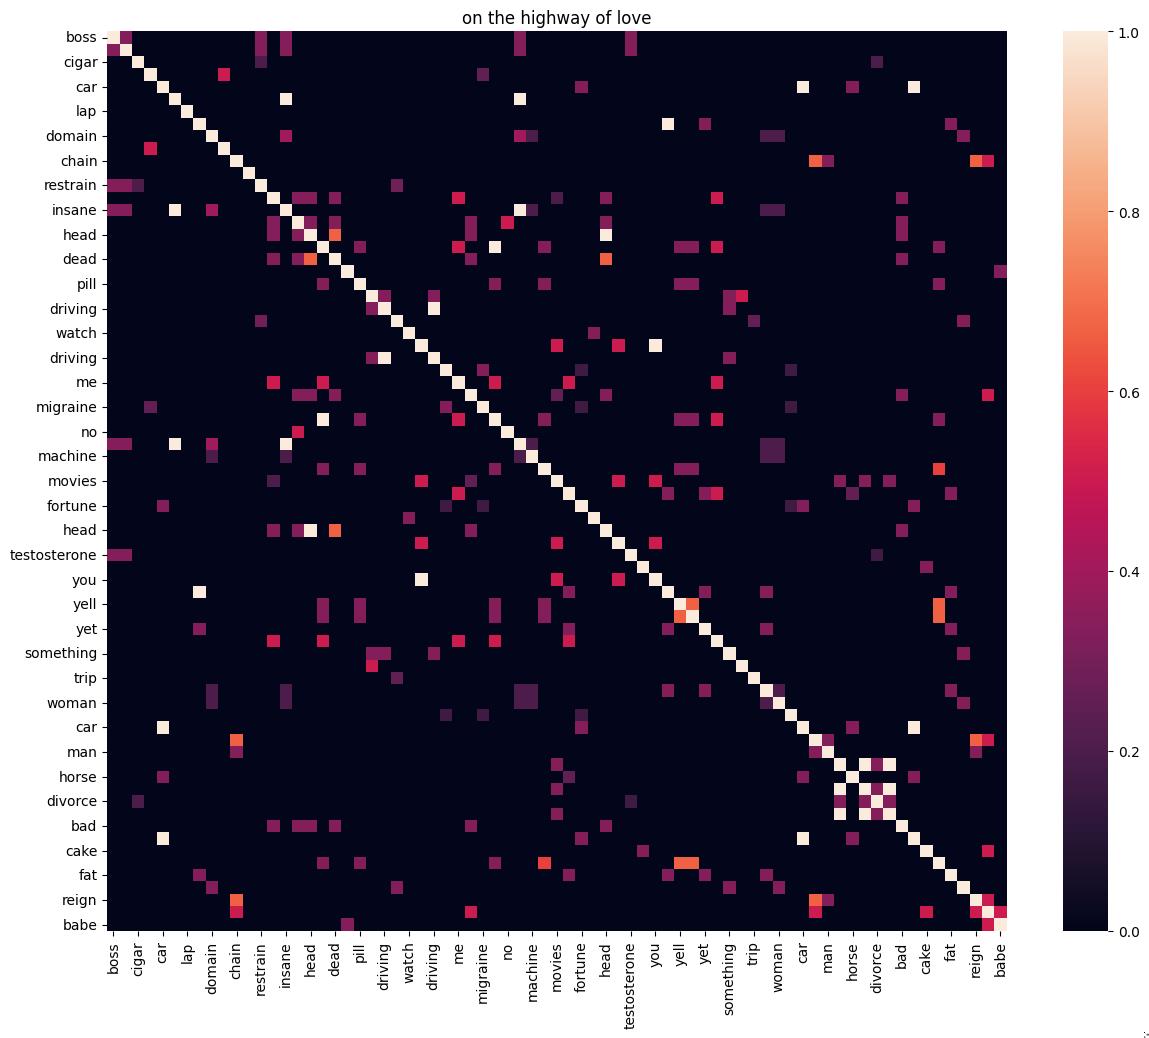 on the highway of love
boss
cigar
car
lap
domain
chain
restrain
insane
head
dead
pill
driving
watch
driving
me
migraine
no
machine
movies
fortune
head
testosterone
you
yell
yet
something
trip
woman
car
man
horse
divorce
bad
cake
fat
reign
babe
1.0
0.8
0.6
0.4
0.2
0.0
boss
cigar
car
lap
domain
chain
restrain
insane
head
dead
pill
driving
watch
driving
me
migraine
no
machine
movies
fortune
head
testosterone
you
yell
yet
something
trip
woman
car
man
horse
divorce
bad
cake
fat
reign
babe